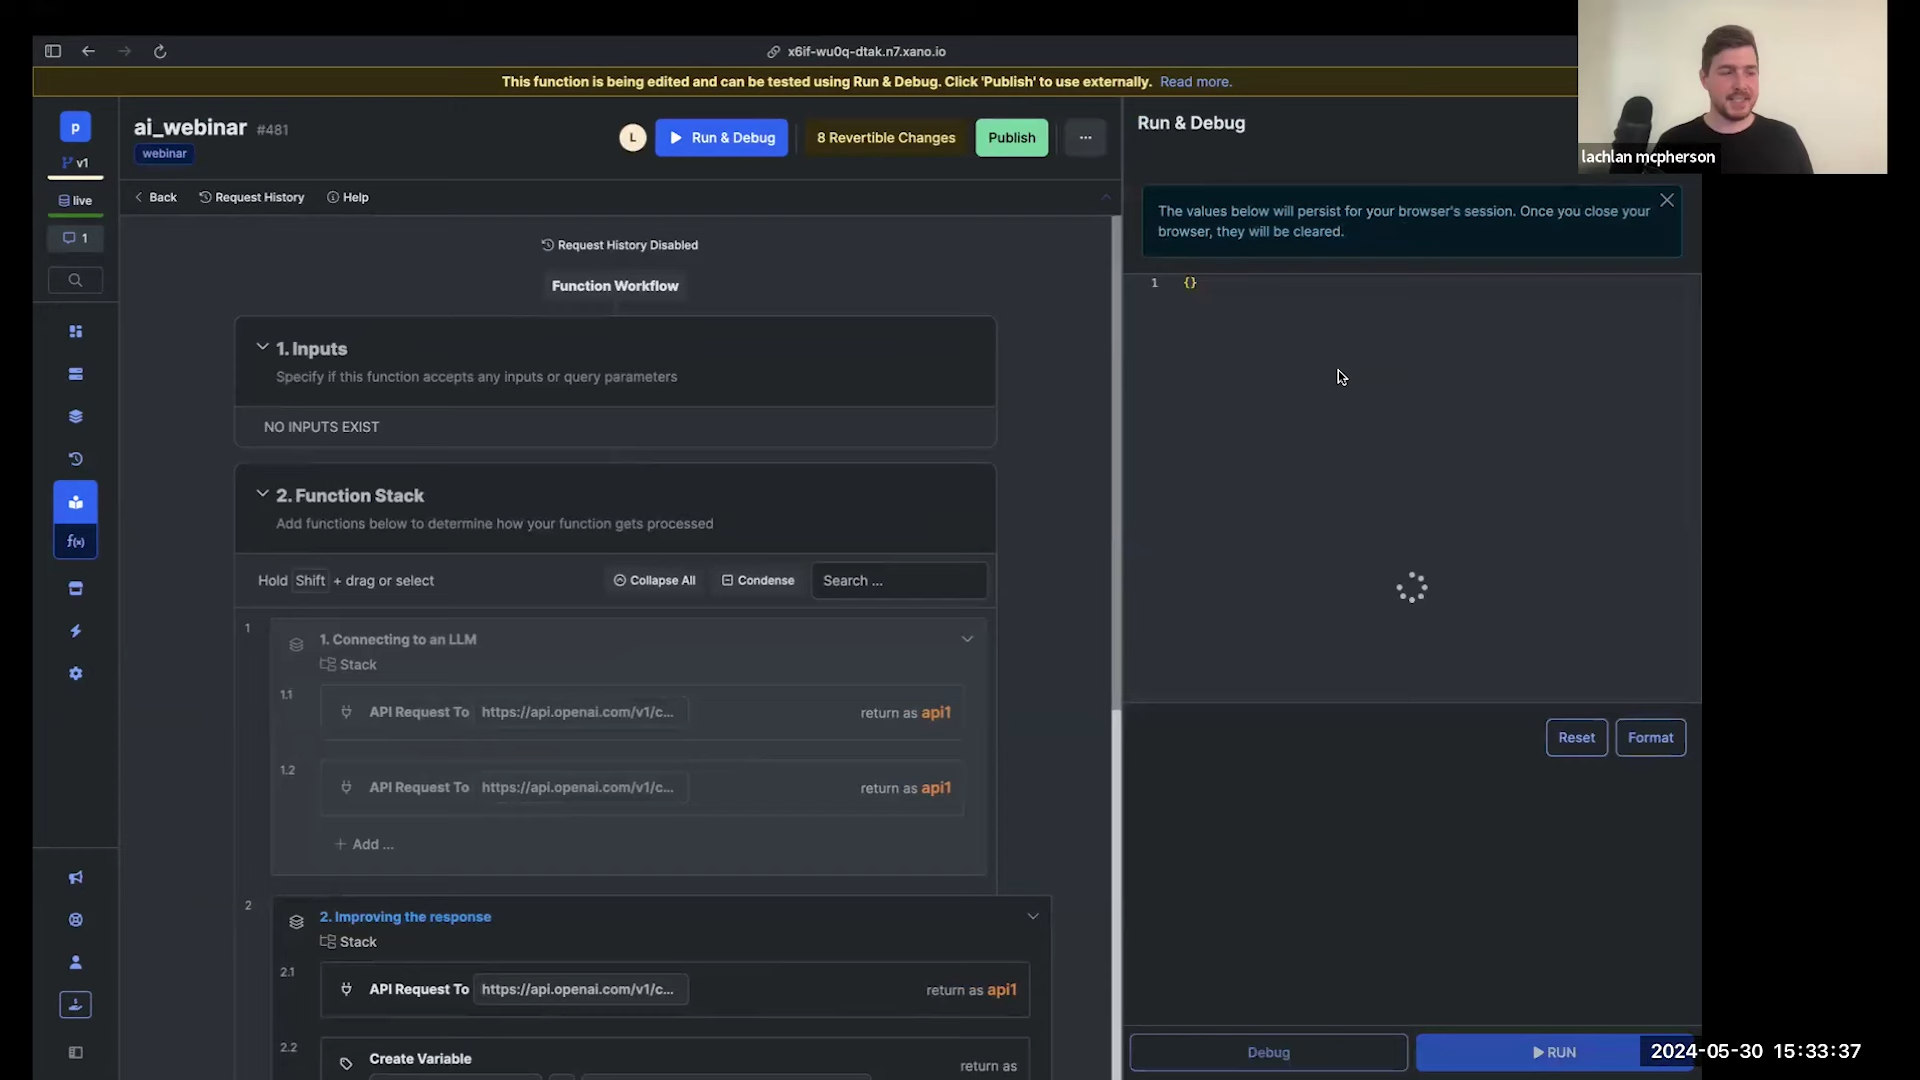 x6if-wu0q-dtak.n7.xano.io
This function is being edited and can be tested using Run & Debug. Click 'Publish' to use externally. Read more.
p
v1
live
1
f(x)
ai_webinar #481
webinar
L
Run & Debug
8 Revertible Changes
Publish
...
Back
Request History
Help
Request History Disabled
Function Workflow
1. Inputs
Specify if this function accepts any inputs or query parameters
NO INPUTS EXIST
2. Function Stack
Add functions below to determine how your function gets processed
Hold Shift + drag or select
Collapse All
Condense
Search ...
1
1. Connecting to an LLM
Stack
1.1
API Request To https://api.openai.com/v1/c... return as api1
1.2
API Request To https://api.openai.com/v1/c... return as api1
+ Add ...
2
2. Improving the response
Stack
2.1
API Request To https://api.openai.com/v1/c... return as api1
2.2
Create Variable
return as
Run & Debug
The values below will persist for your browser's session. Once you close your
browser, they will be cleared.
1 {}
Reset
Format
Debug
RUN
lachlan mcpherson
2024-05-30 15:33:37